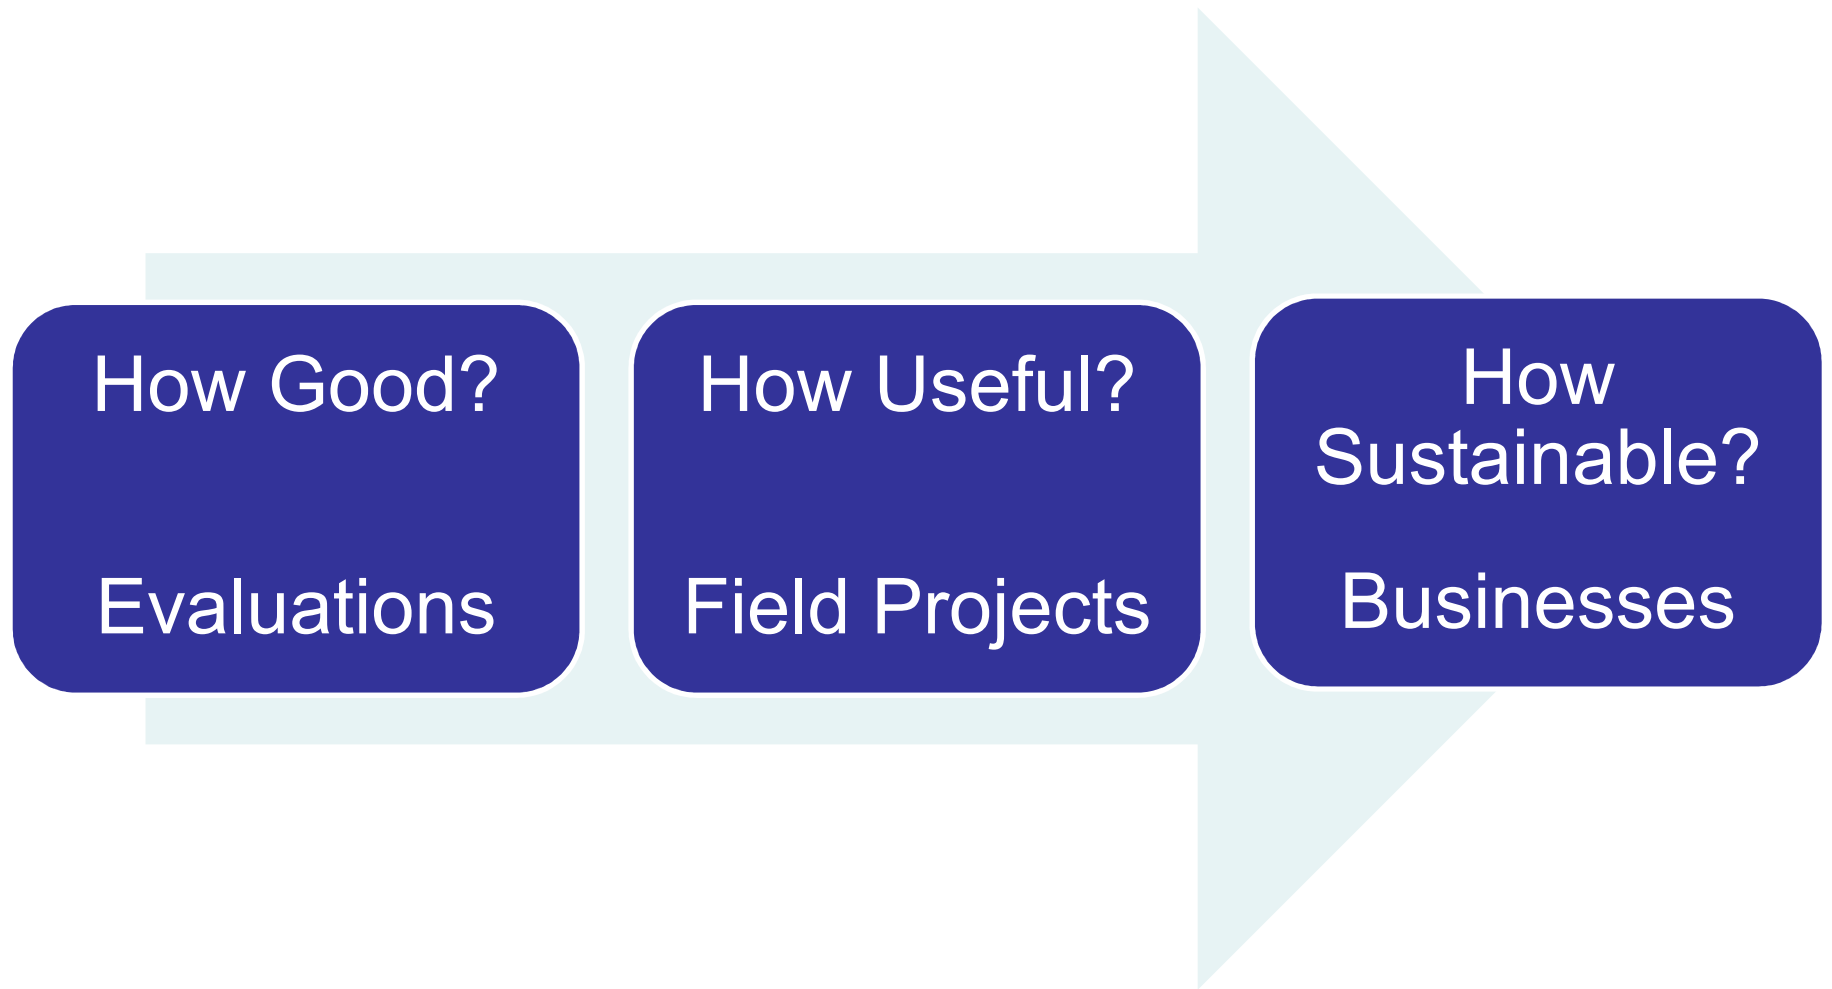 How Good?
Evaluations
How Useful?
Field Projects
How
Sustainable?
Businesses